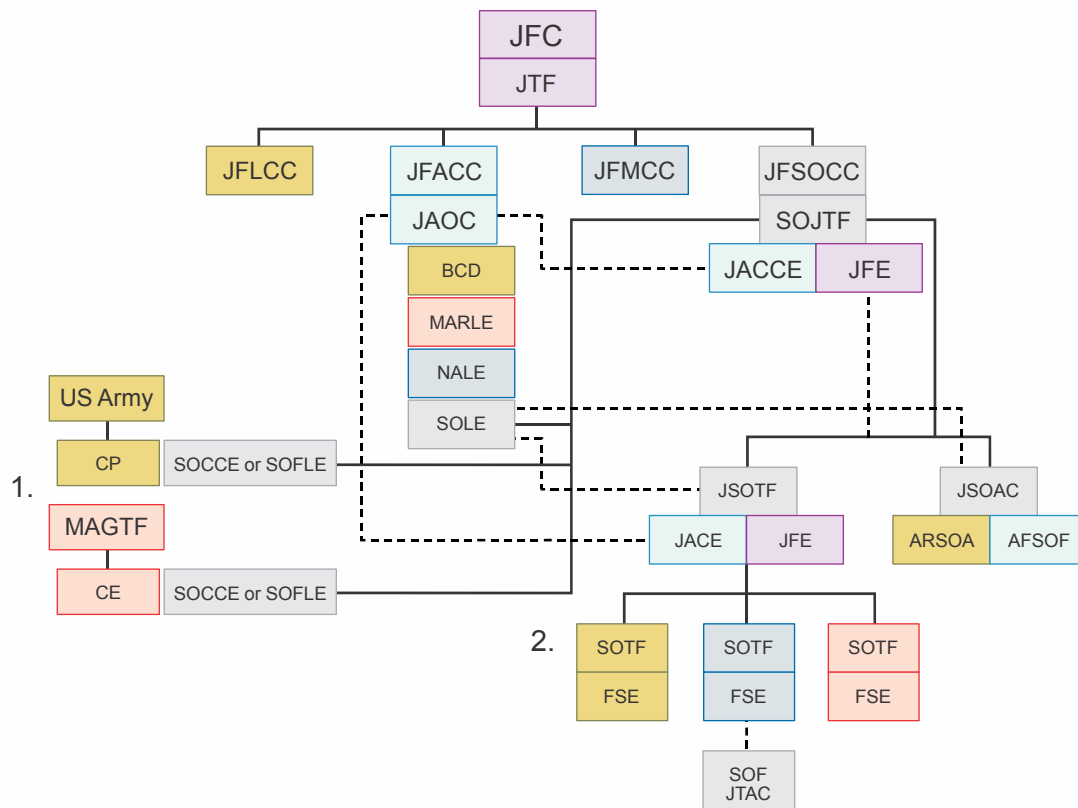 JFC
JTF
JFLCC
JFACC
JFMCC
JFSOCC
JAOC
SOJTF
BCD
JACCE
JFE
MARLE
NALE
US Army
SOLE
CP
SOCCE or SOFLE
1.
JSOTF
JSOAC
MAGTF
JACE
JFE
ARSOA
AFSOF
CE
SOCCE or SOFLE
2.
SOTF
SOTF
SOTF
FSE
FSE
FSE
SOF
JTAC